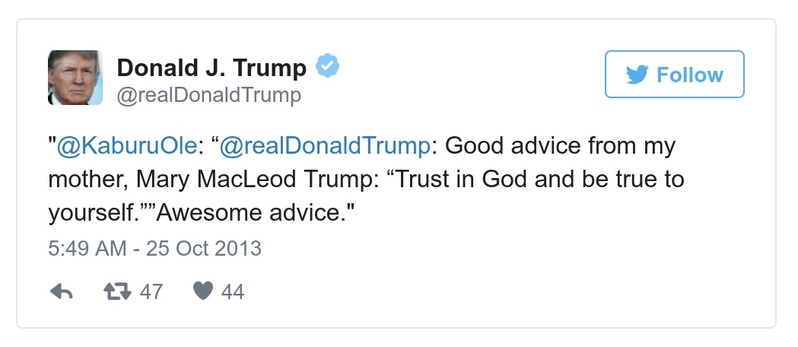 Donald J. Trump
@realDonaldTrump
Follow
"@KaburuOle: “@realDonaldTrump: Good advice from my
mother, Mary MacLeod Trump: “Trust in God and be true to
yourself.””Awesome advice."
5:49 AM - 25 Oct 2013
47 44